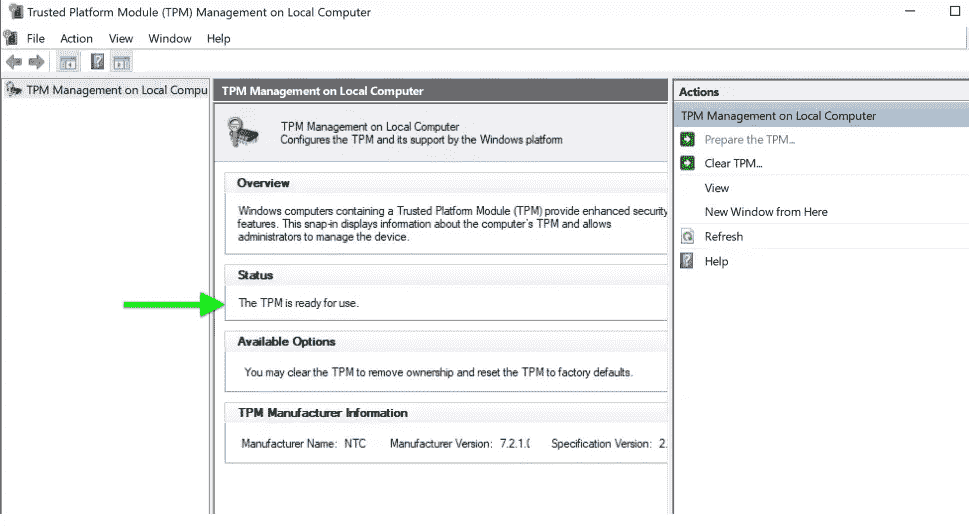 Trusted Platform Module (TPM) Management on Local Computer
File Action View Window Help
TPM Management on Local Compu
TPM Management on Local Computer
TPM Management on Local Computer
Configures the TPM and its support by the Windows platform
Overview
Windows computers containing a Trusted Platform Module (TPM) provide enhanced security
features. This snap-in displays information about the computer's TPM and allows
administrators to manage the device.
Status
The TPM is ready for use.
Available Options
You may clear the TPM to remove ownership and reset the TPM to factory defaults.
TPM Manufacturer Information
Manufacturer Name: NTC Manufacturer Version: 7.2.1.( Specification Version: 2.
Actions
TPM Management on Local Computer
Prepare the TPM...
Clear TPM...
View
New Window from Here
Refresh
Help